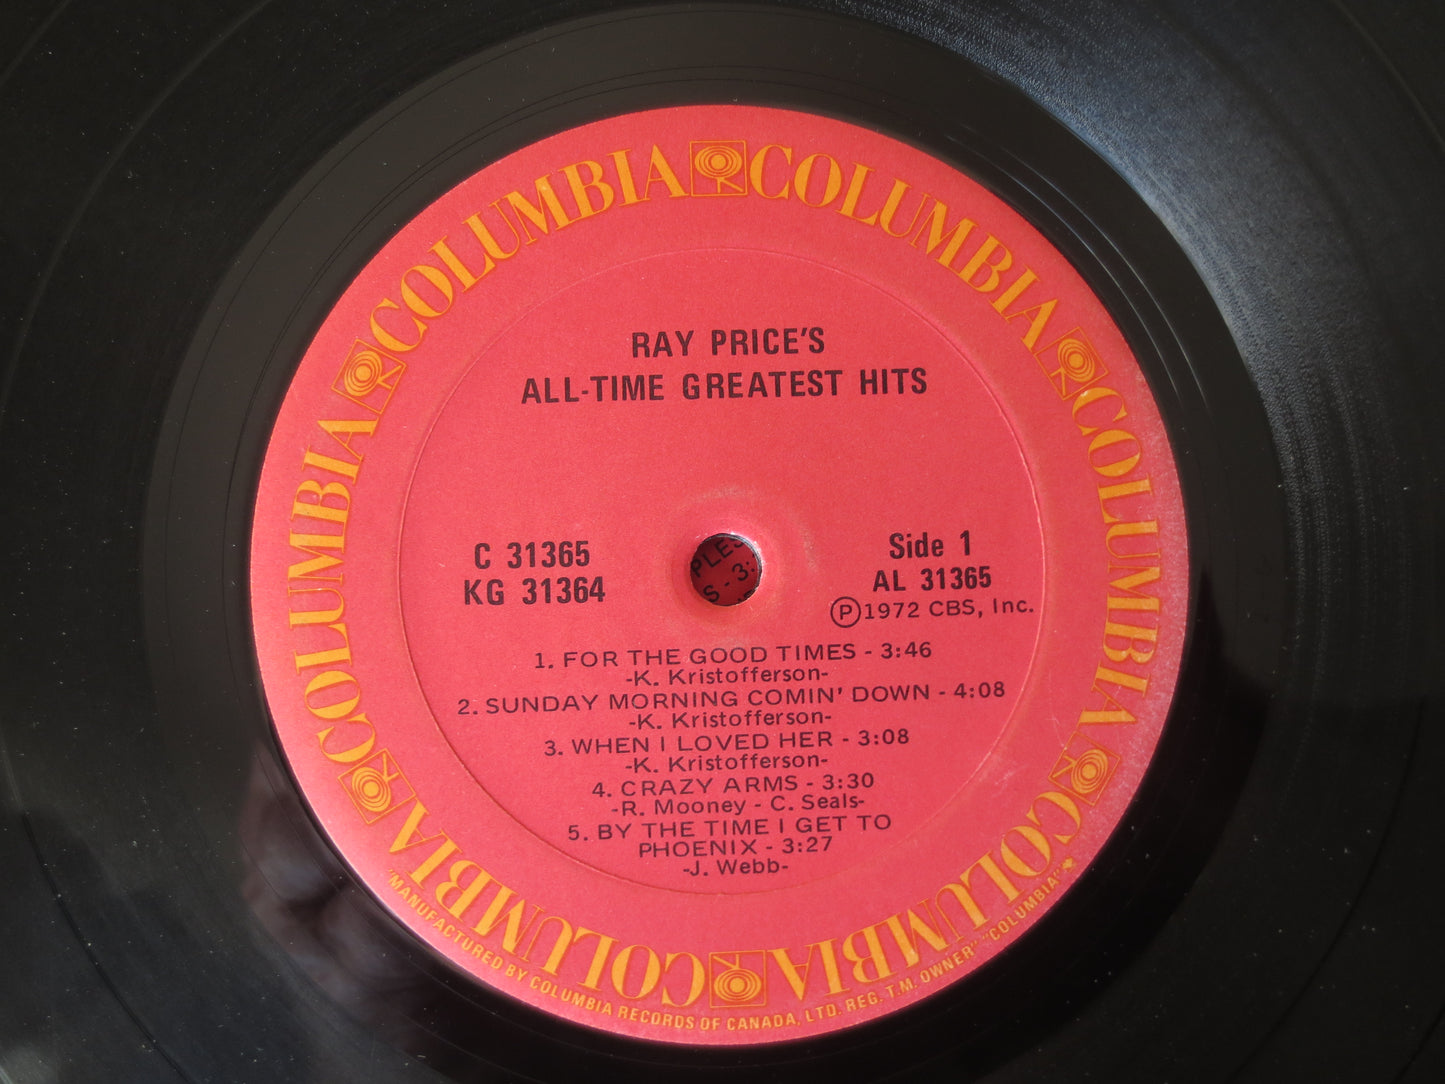 COLUMBIA COLUMBIA COLUMBIA COLUMBIA COLUMBIA COLUMBIA
RAY PRICE'S
ALL-TIME GREATEST HITS
C 31365
KG 31364
Side 1
AL 31365
Ⓟ1972 CBS, Inc.
1. FOR THE GOOD TIMES - 3:46
-K. Kristofferson-
2. SUNDAY MORNING COMIN' DOWN - 4:08
-K. Kristofferson-
3. WHEN I LOVED HER - 3:08
-K. Kristofferson-
4. CRAZY ARMS - 3:30
-R. Mooney - C. Seals-
5. BY THE TIME I GET TO
PHOENIX - 3:27
-J. Webb-
"MANUFACTURED BY COLUMBIA RECORDS OF CANADA, LTD. REG. T.M. OWNER" "COLUMBIA"